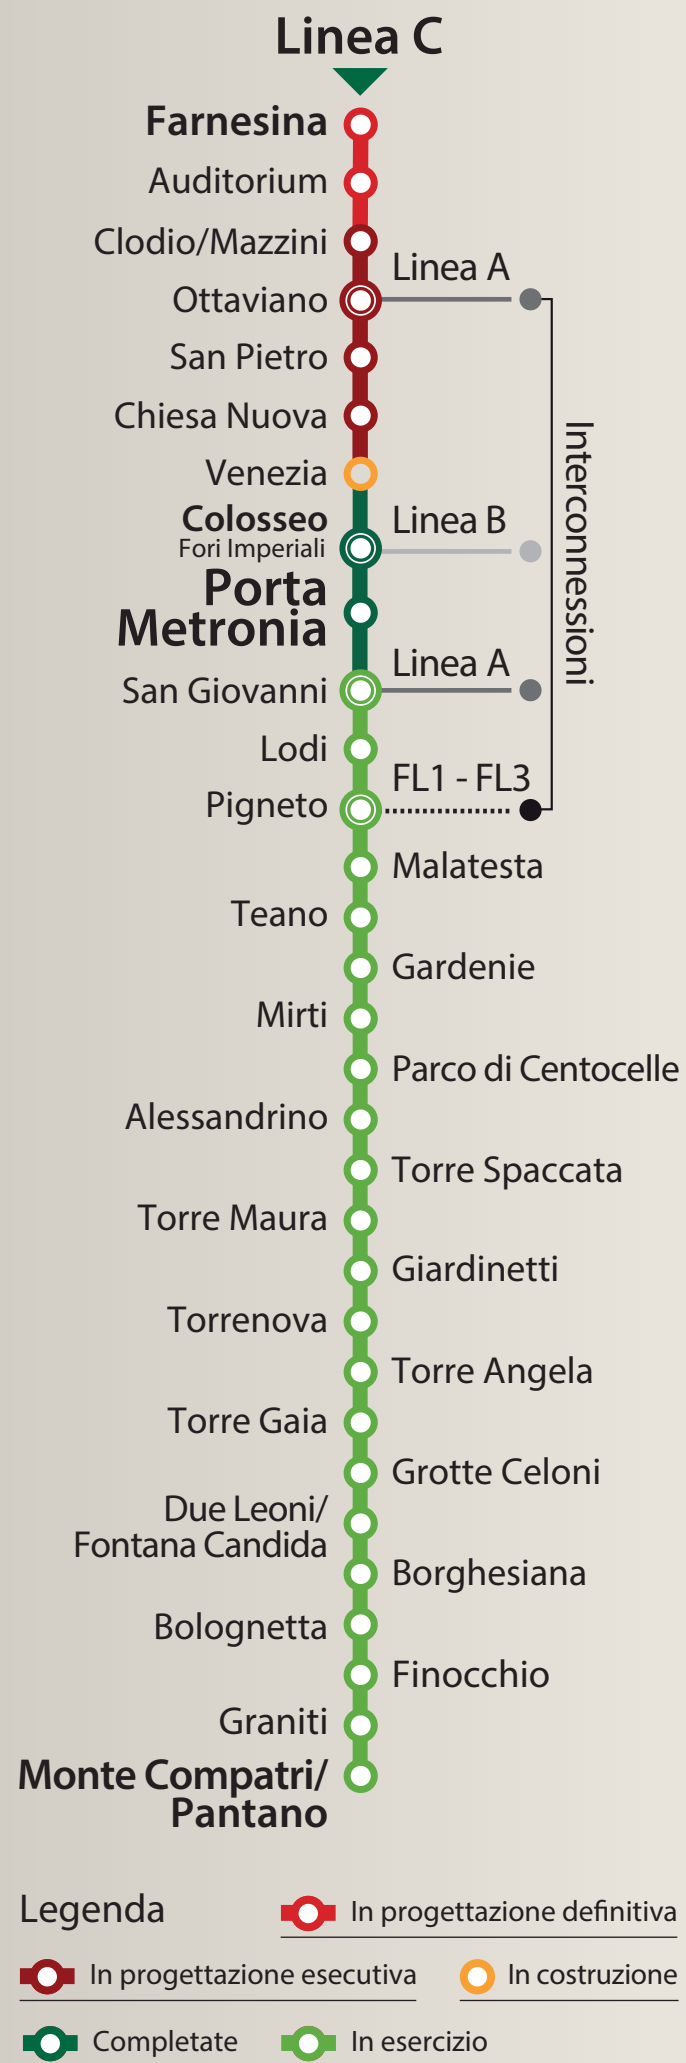 Linea C
Farnesina
Auditorium
Clodio/Mazzini
Linea A
Ottaviano
San Pietro
Chiesa Nuova
Interconnessioni
Venezia
Colosseo
Linea B
Fori Imperiali
Porta
Metronia
Linea A
San Giovanni
Lodi
FL1 - FL3
Pigneto
Malatesta
Teano
Gardenie
Mirti
Parco di Centocelle
Alessandrino
Torre Spaccata
Torre Maura
Giardinetti
Torrenova
Torre Angela
Torre Gaia
Grotte Celoni
Due Leoni/
Fontana Candida
Borghesiana
Bolognetta
Finocchio
Graniti
Monte Compatri/
Pantano
Legenda
In progettazione definitiva
In progettazione esecutiva
In costruzione
Completate
In esercizio